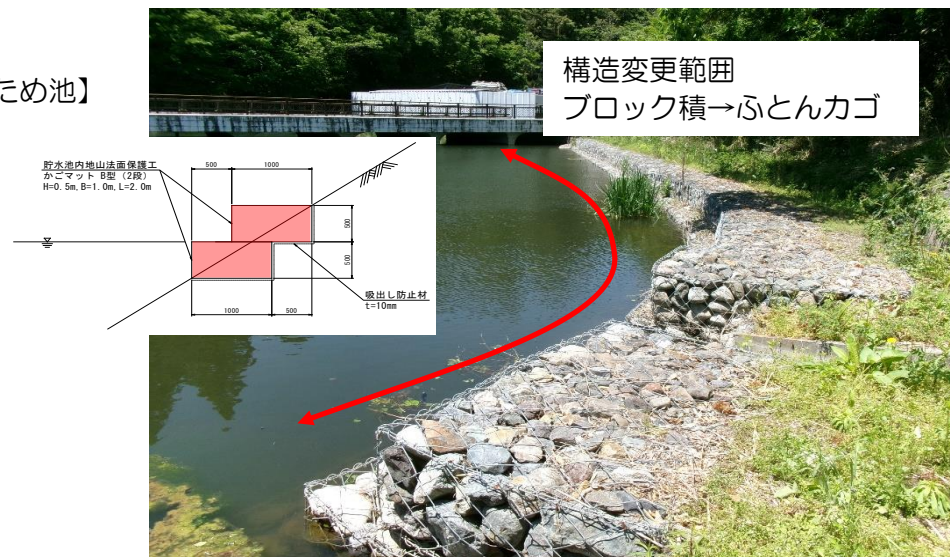 ため池】
構造変更範囲
ブロック積→ふとんカゴ
貯水池内地山法面保護工
かごマット B型 (2段)
H=0.5m, B=1.0m, L=2.0m
500
1000
500
500
吸出し防止材
t=10mm
1000
500